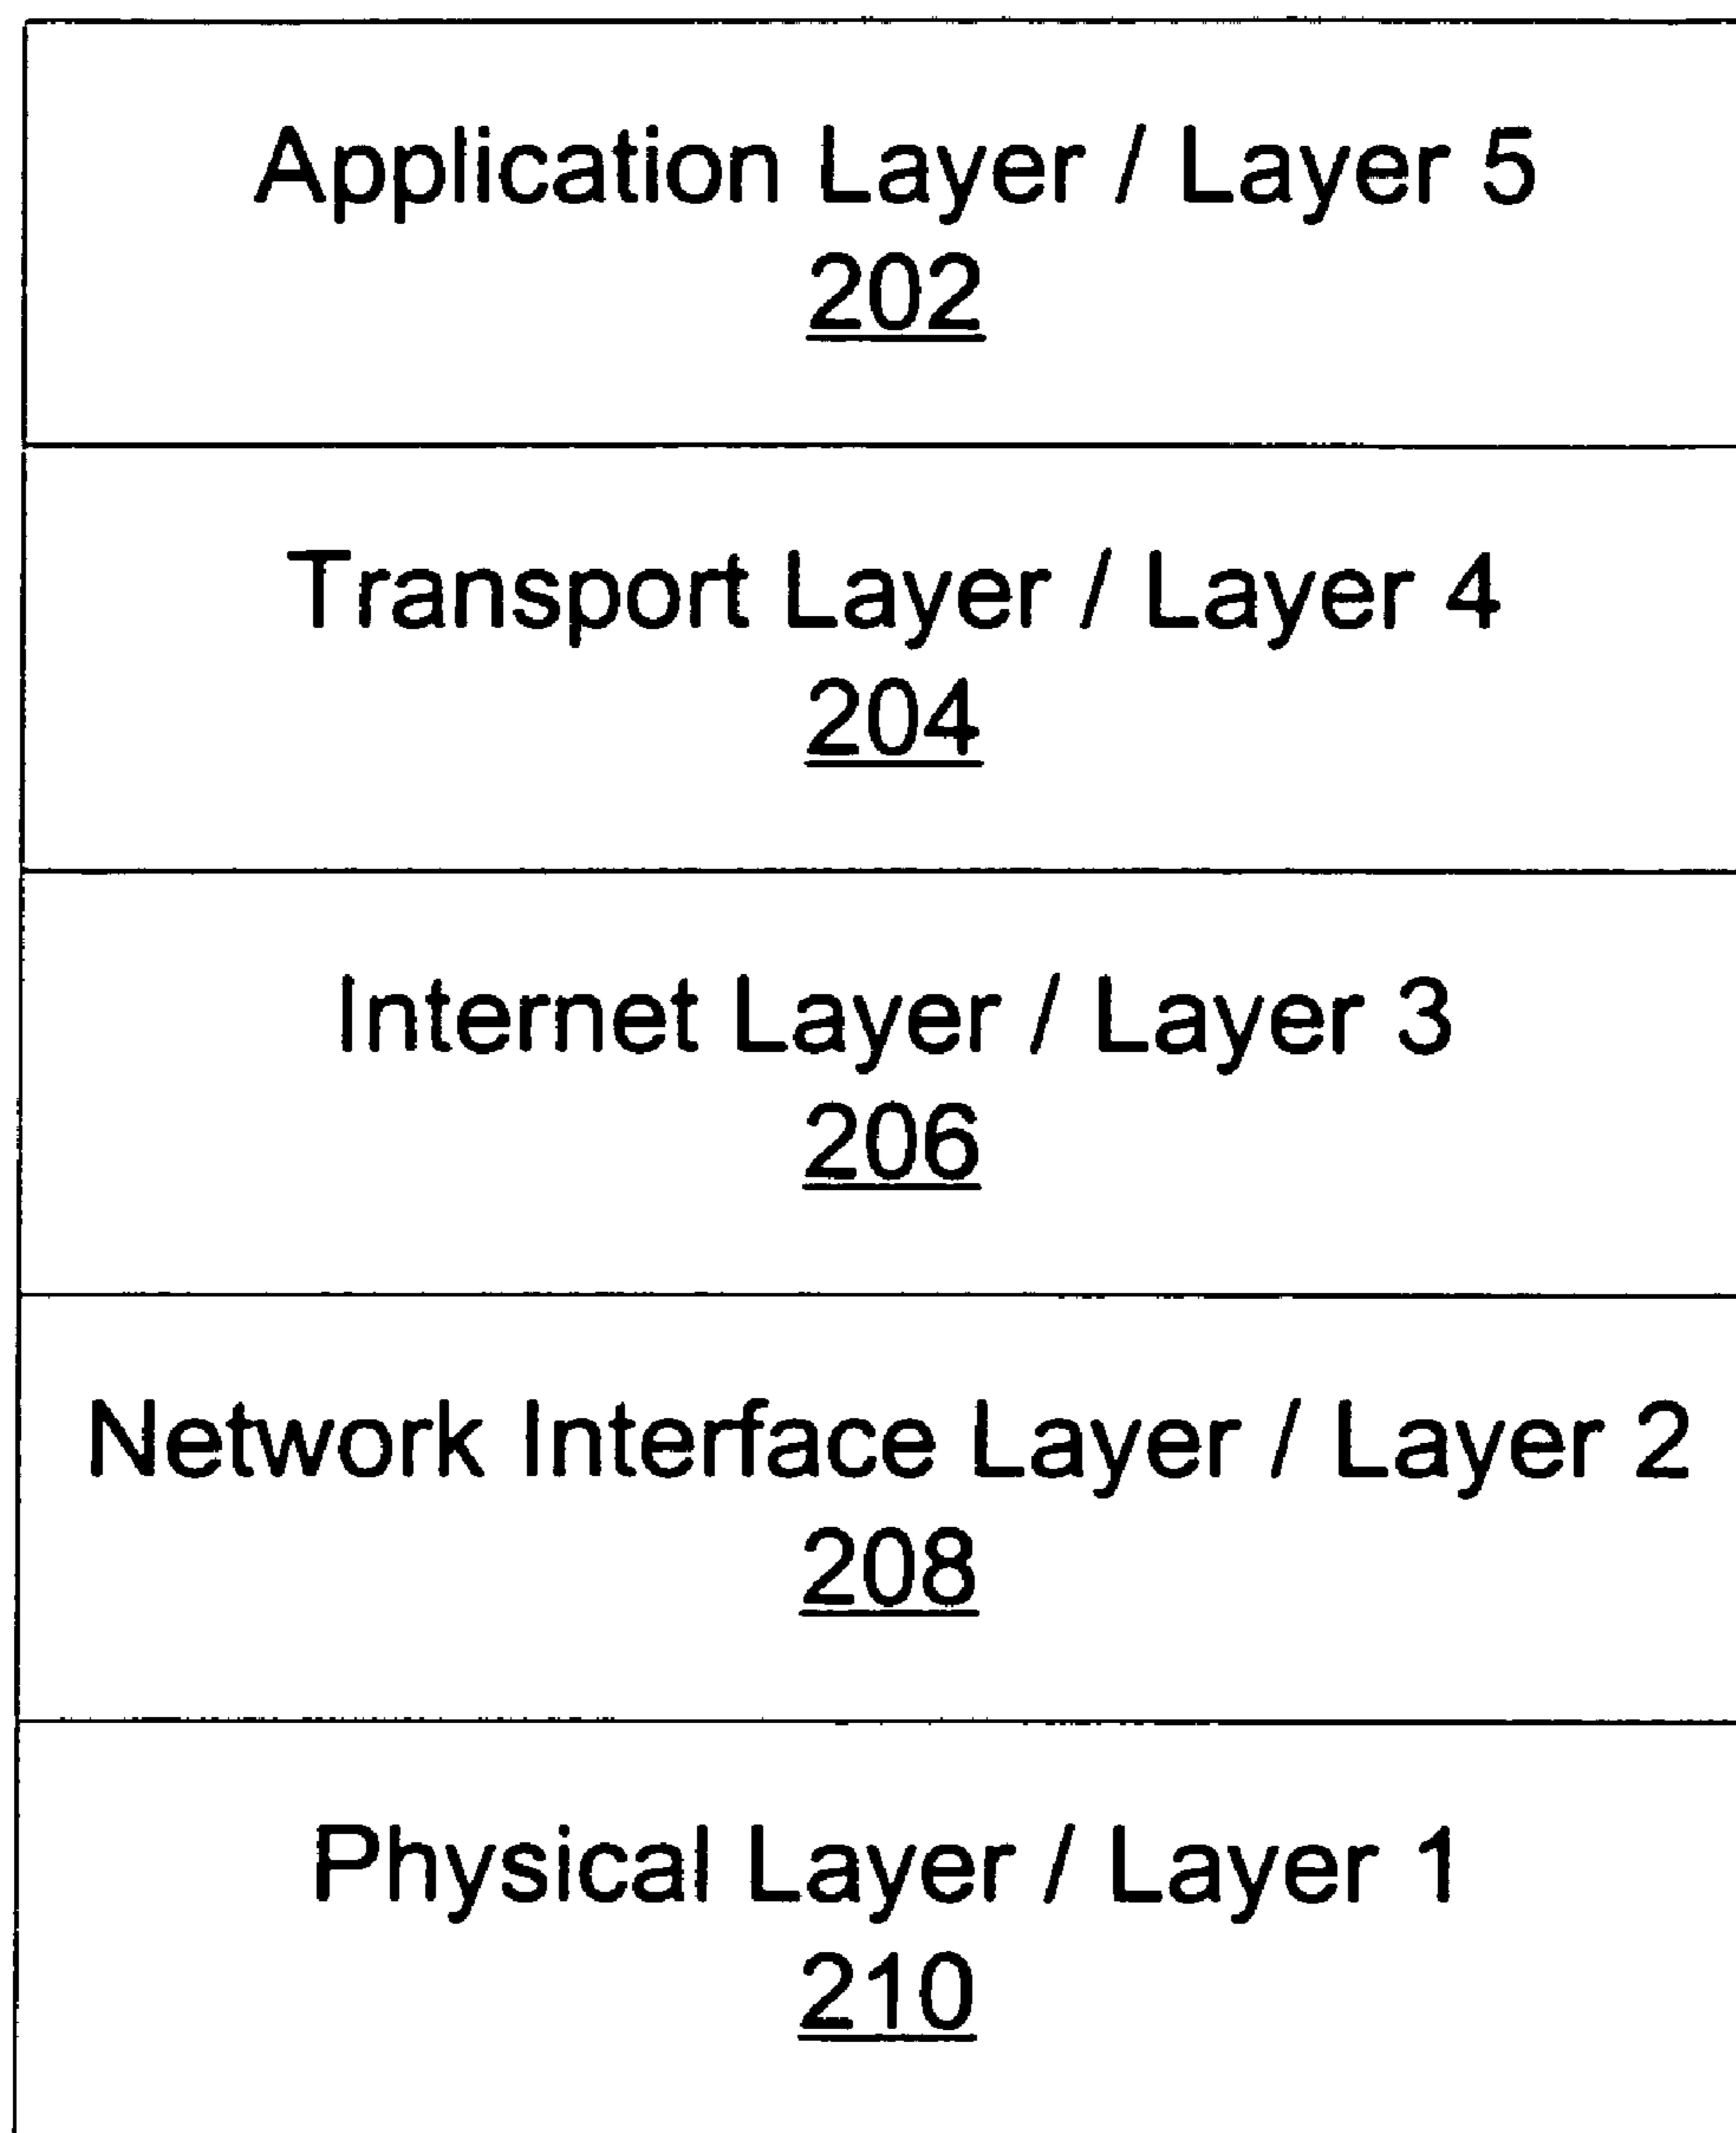 Application Layer / Layer 5
202
Transport Layer / Layer 4
204
Internet Layer / Layer 3
206
Network Interface Layer / Layer 2
208
Physical Layer / Layer 1
210